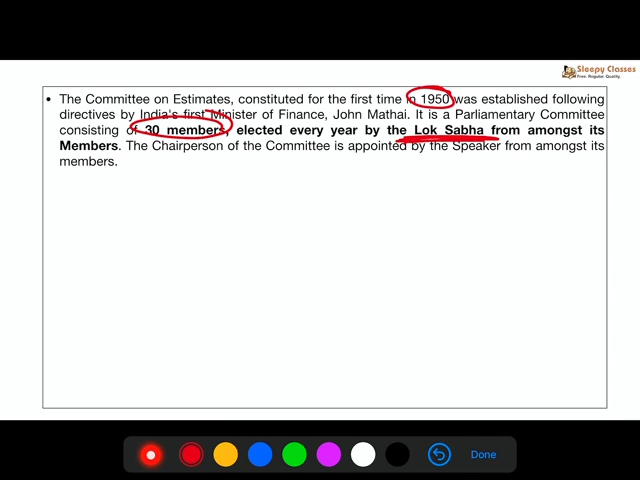 Sleepy Classes
Free. Regular. Quality.
• The Committee on Estimates, constituted for the first time in 1950 was established following
directives by India's first Minister of Finance, John Mathai. It is a Parliamentary Committee
consisting of 30 members, elected every year by the Lok Sabha from amongst its
Members. The Chairperson of the Committee is appointed by the Speaker from amongst its
members.
Done